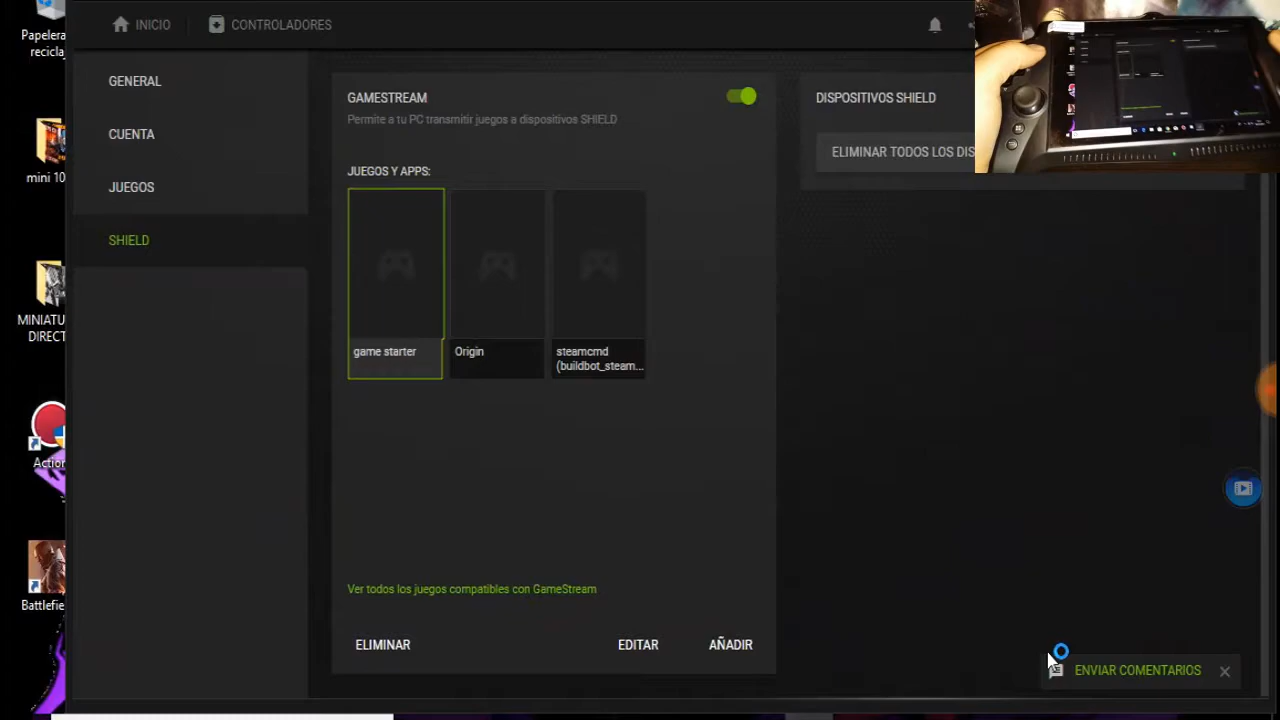 Papelera
recicla
INICIO
CONTROLADORES
GENERAL
CUENTA
JUEGOS
SHIELD
GAMESTREAM
Permite a tu PC transmitir juegos a dispositivos SHIELD
JUEGOS Y APPS:
game starter
Origin
steamcmd
(buildbot_steam...
Ver todos los juegos compatibles con GameStream
ELIMINAR
EDITAR
AÑADIR
DISPOSITIVOS SHIELD
ELIMINAR TODOS LOS DIS
ENVIAR COMENTARIOS
mini 10
MINIATU
DIRECT
Action
Battlefie